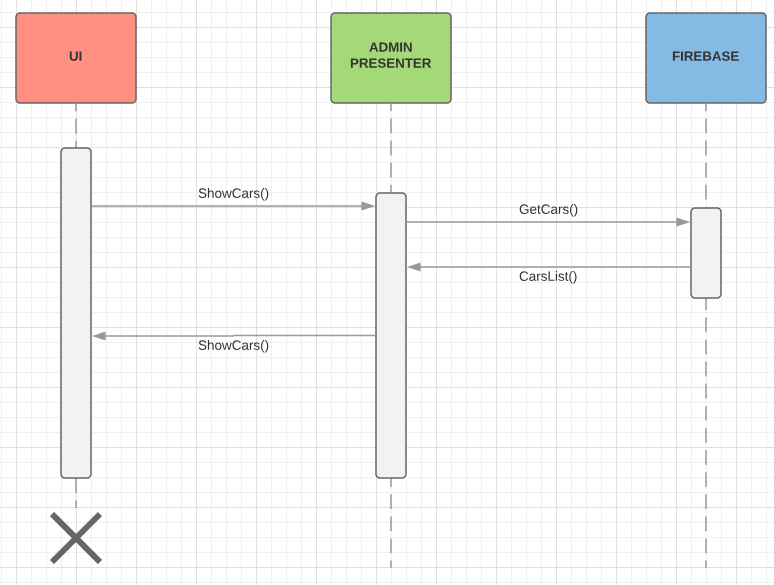 UI
ADMIN
PRESENTER
FIREBASE
ShowCars()
GetCars()
CarsList()
ShowCars()